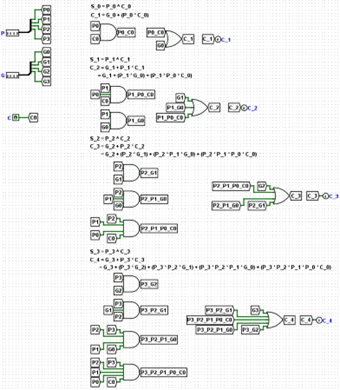 S_0 = P_0 ^ C_0
C_1 = G_0 + (P_0 * C_0)
P0
P1
P2
P3
P
G0
G1
G2
G3
G
C
C0
P0
C0
P0_C0
P0_C0
G0
C_1
C_1
C_1
S_1 = P_1 ^ C_1
C_2 = G_1 + P_1 * C_1
= G_1 + (P_1 * G_0) + (P_1 * P_0 * C_0)
P1
P0
C0
P1_P0_C0
P1
G0
P1_G0
G1
P1_G0
P1_P0_C0
C_2
C_2
C_2
S_2 = P_2 ^ C_2
C_3 = G_2 + P_2 * C_2
= G_2 + (P_2 * G_1) + (P_2 * P_1 * G_0) + (P_2 * P_1 * P_0 * C_0)
P2
G1
P2_G1
P2
P1
G0
P2_P1_G0
P2
P1
P0
C0
P2_P1_P0_C0
P2_P1_P0_C0
G2
P2_P1_G0
P2_G1
C_3
C_3
C_3
S_3 = P_3 ^ C_3
C_4 = G_3 + P_3 * C_3
= G_3 + (P_3 * G_2) + (P_3 * P_2 * G_1) + (P_3 * P_2 * P_1 * G_0) + (P_3 * P_2 * P_1 * P_0 * C_0)
P3
G2
P3_G2
P3
G1
P2
P3_P2_G1
P2
P3
P1
G0
P3_P2_P1_G0
P2
P3
P1
P0
C0
P3_P2_P1_P0_C0
P3_P2_G1
G3
P3_P2_P1_P0_C0
P3_P2_P1_G0
P3_G2
C_4
C_4
C_4